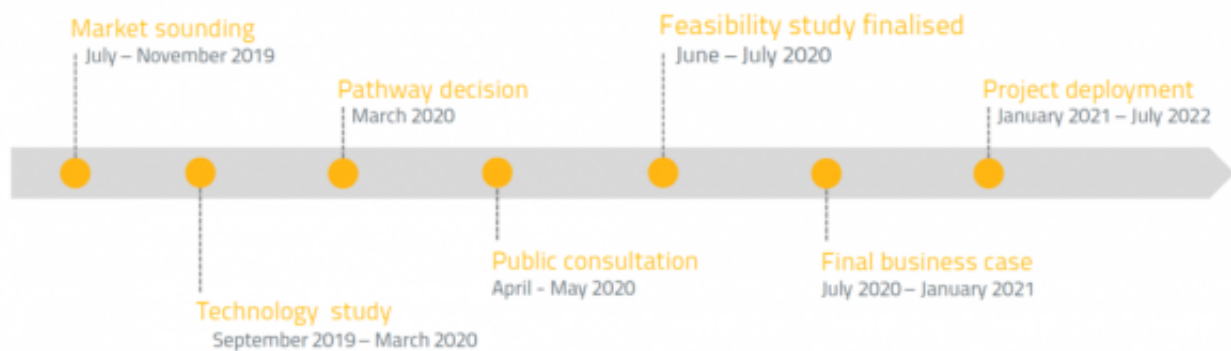 Market sounding
July – November 2019
Technology study
September 2019 – March 2020
Pathway decision
March 2020
Public consultation
April - May 2020
Feasibility study finalised
June – July 2020
Final business case
July 2020 – January 2021
Project deployment
January 2021 – July 2022